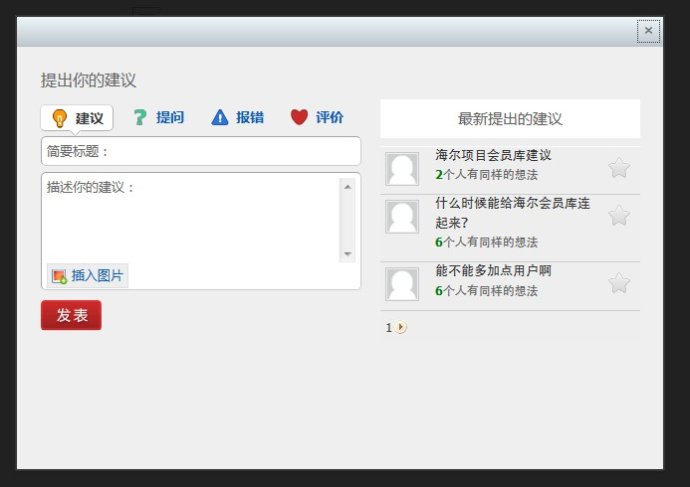 提出你的建议
建议 提问 报错 评价
简要标题：
描述你的建议：
插入图片
发表
最新提出的建议
海尔项目会员库建议
2个人有同样的想法
什么时候能给海尔会员库连
起来?
6个人有同样的想法
能不能多加点用户啊
6个人有同样的想法
1